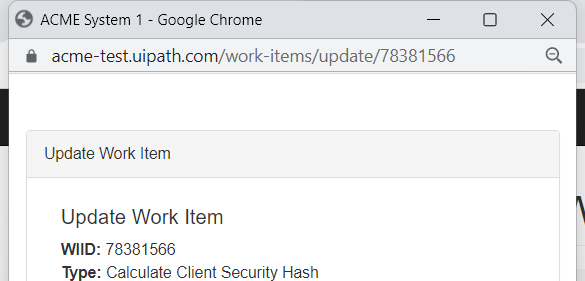 ACME System 1 - Google Chrome
acme-test.uipath.com/work-items/update/78381566
Update Work Item
Update Work Item
WIID: 78381566
Type: Calculate Client Security Hash